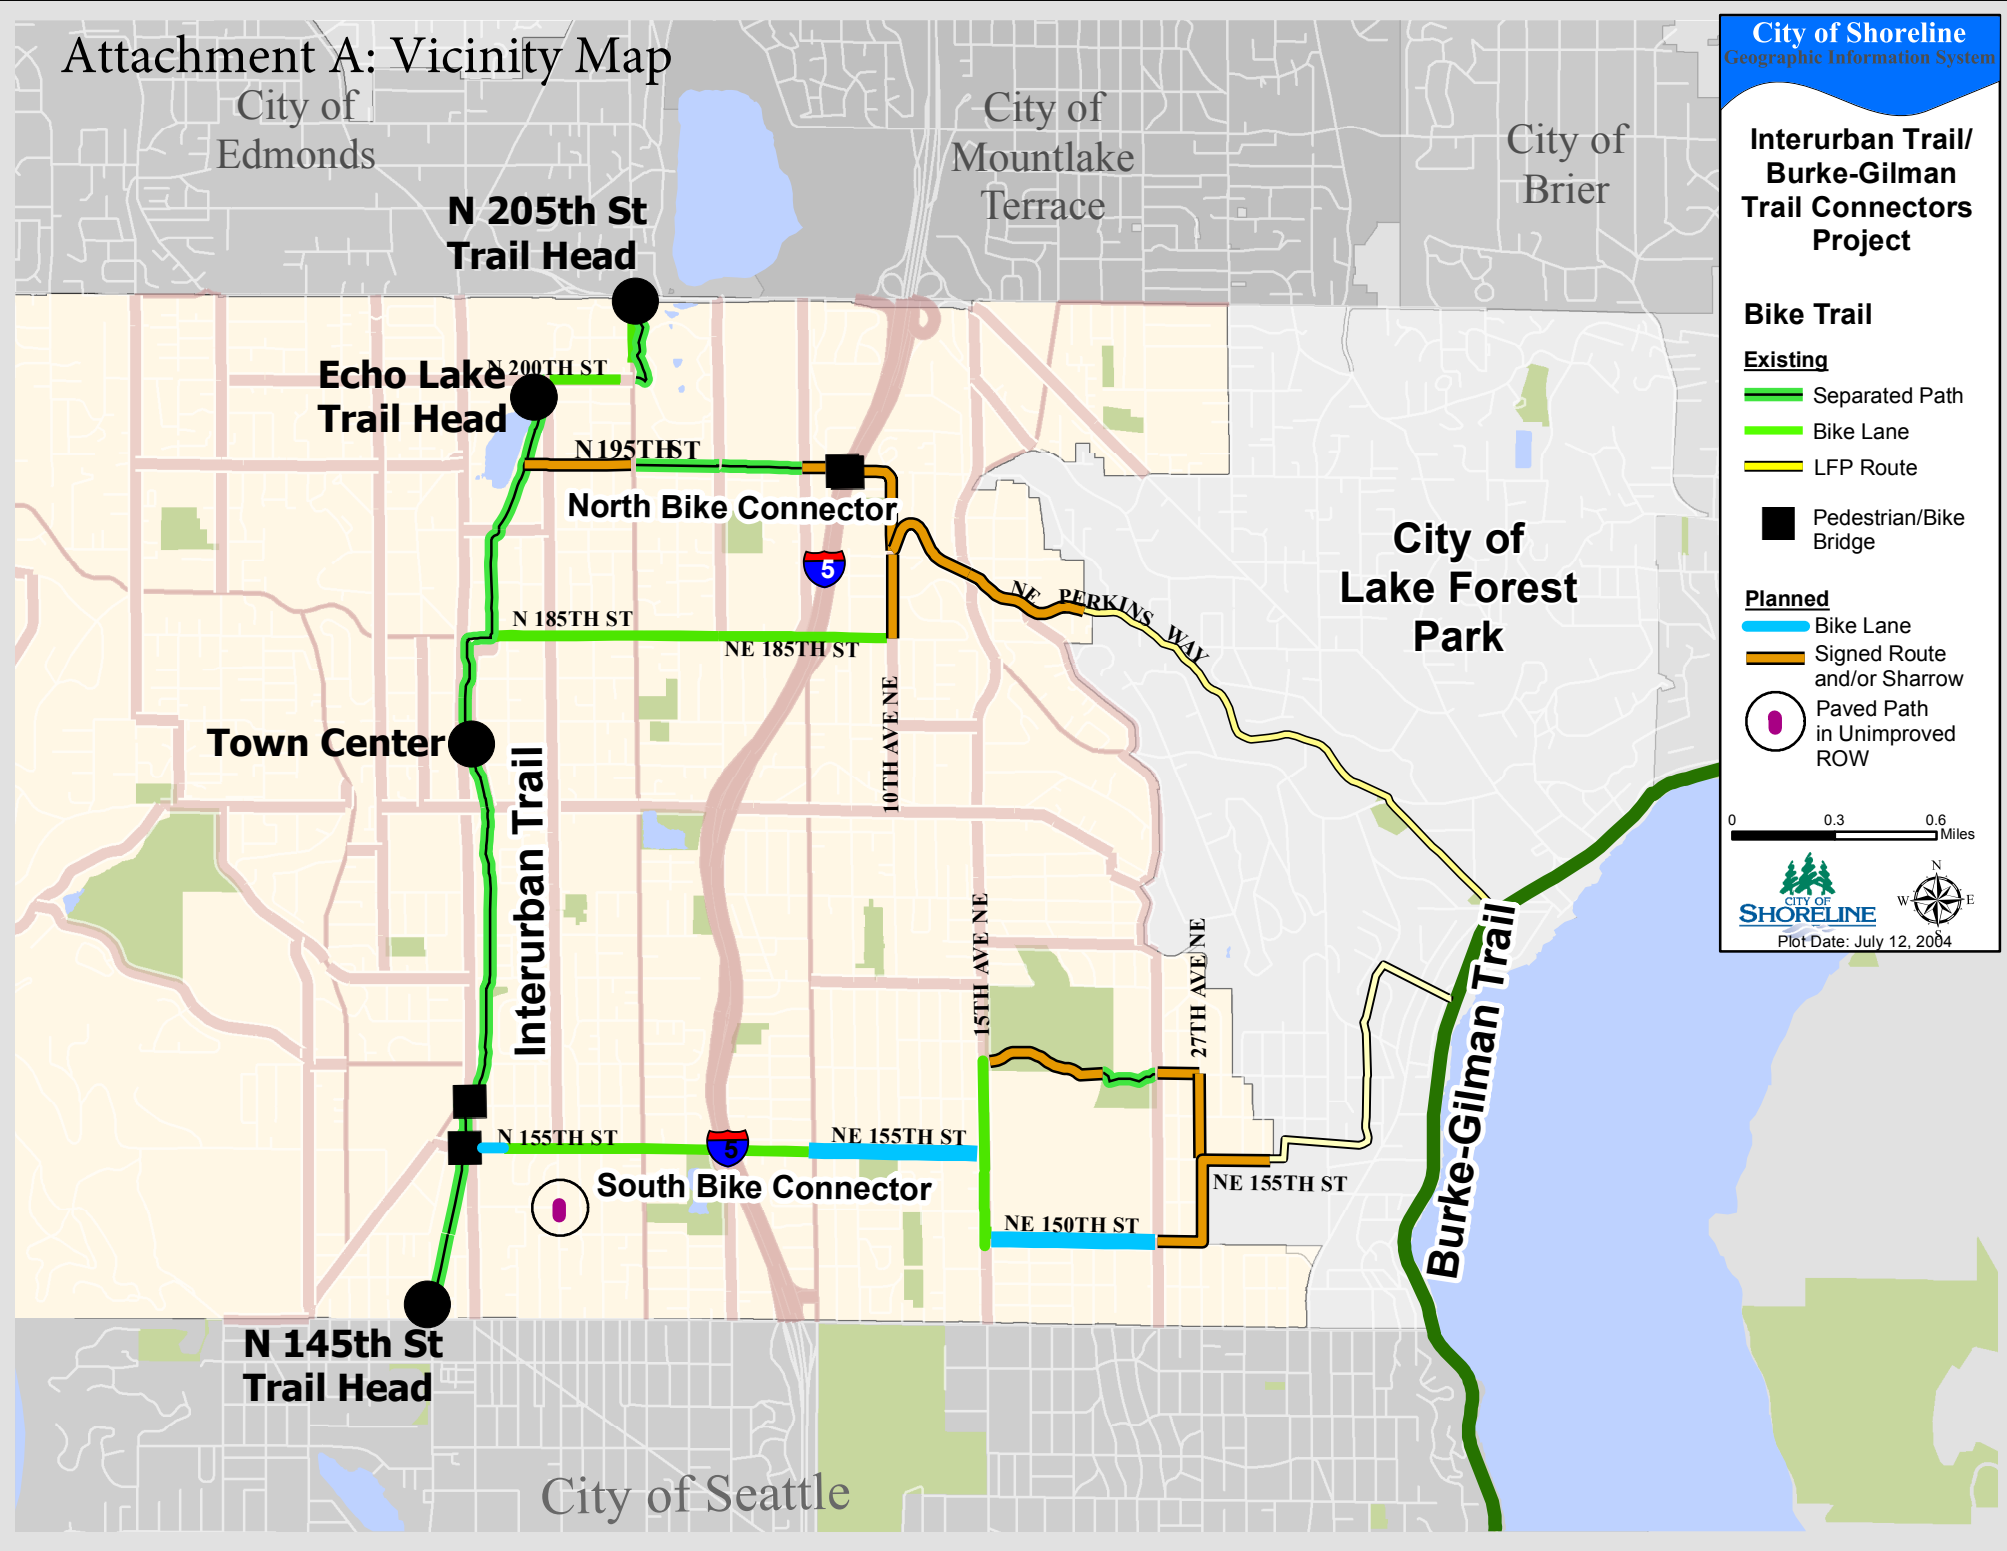 Attachment A: Vicinity Map
City of
Edmonds
City of
Mountlake
Terrace
City of
Brier
N 205th St
Trail Head
Echo Lake
Trail Head
N 200TH ST
N 195TH ST
ST
North Bike Connector
5
N 185TH ST
NE 185TH ST
NE PERKINS WAY
City of
Lake Forest
Park
10TH AVE NE
Town Center
Interurban Trail
15TH AVE NE
27TH AVE NE
Burke-Gilman Trail
N 155TH ST
5
NE 155TH ST
South Bike Connector
NE 155TH ST
NE 150TH ST
N 145th St
Trail Head
City of Seattle
City of Shoreline
Geographic Information System
Interurban Trail/
Burke-Gilman
Trail Connectors
Project
Bike Trail
Existing
Separated Path
Bike Lane
LFP Route
Pedestrian/Bike
Bridge
Planned
Bike Lane
Signed Route
and/or Sharrow
Paved Path
in Unimproved
ROW
0 0.3 0.6
Miles
CITY OF
SHORELINE
N
W E
S
Plot Date: July 12, 2004